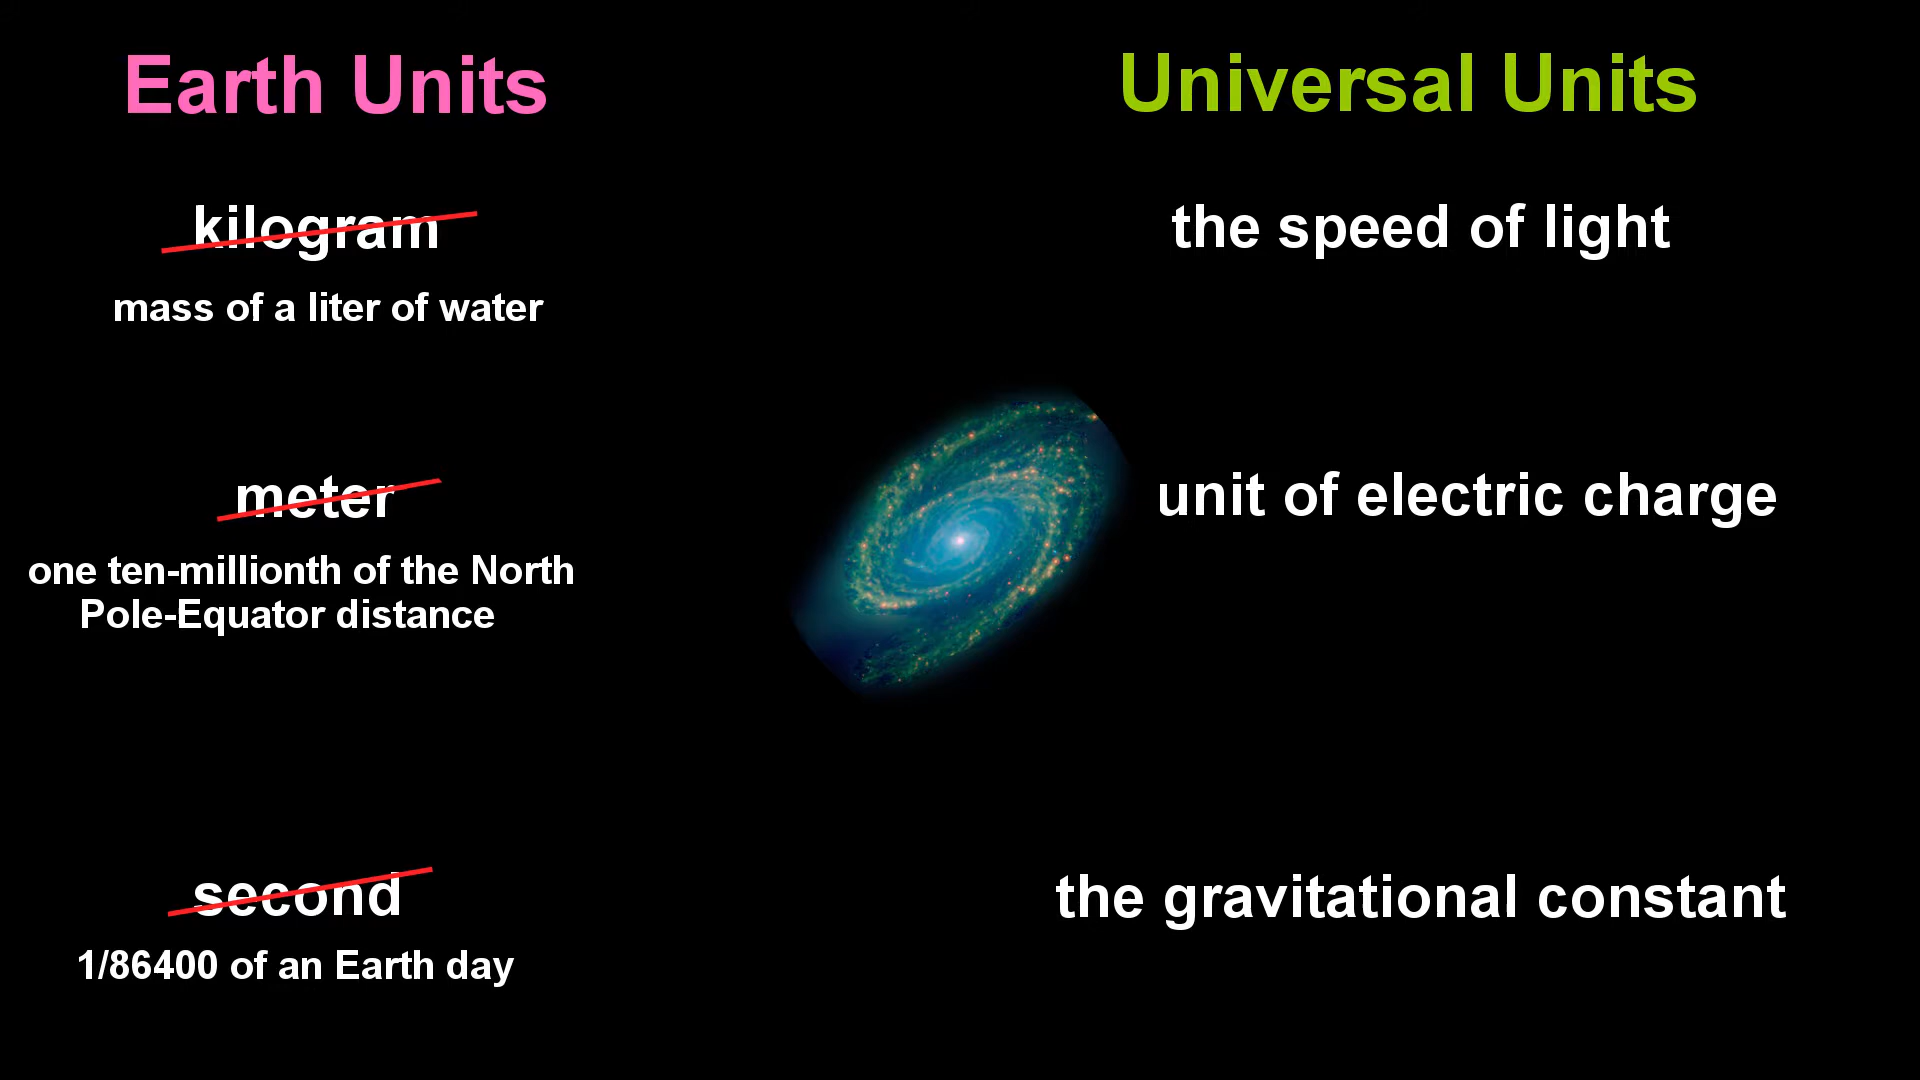 Earth Units
kilogram
mass of a liter of water
meter
one ten-millionth of the North
Pole-Equator distance
second
1/86400 of an Earth day
Universal Units
the speed of light
unit of electric charge
the gravitational constant